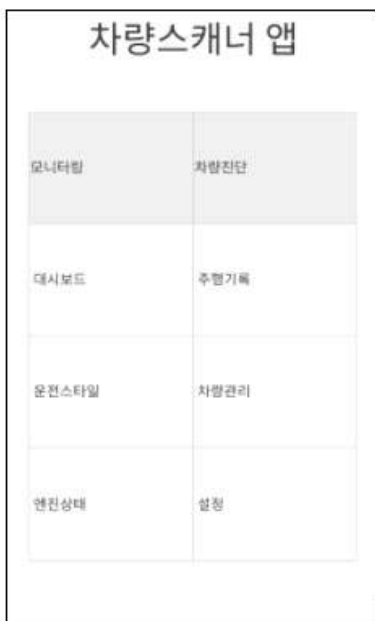 차량스캐너 앱
모니터링 차량진단
대시보드 주행기록
운전스타일 차량관리
엔진상태 설정